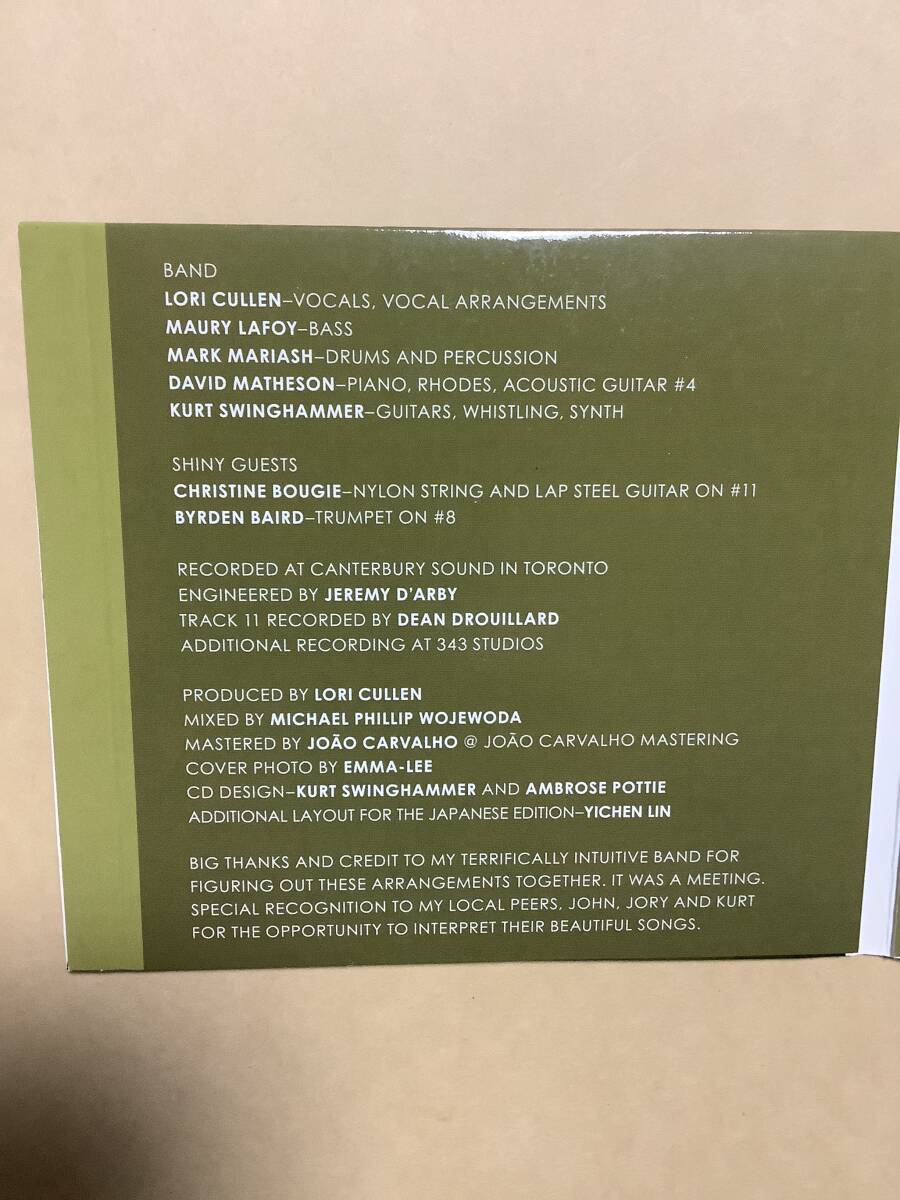 BAND
LORI CULLEN–VOCALS, VOCAL ARRANGEMENTS
MAURY LAFOY–BASS
MARK MARIASH–DRUMS AND PERCUSSION
DAVID MATHESON–PIANO, RHODES, ACOUSTIC GUITAR #4
KURT SWINGHAMMER–GUITARS, WHISTLING, SYNTH
SHINY GUESTS
CHRISTINE BOUGIE–NYLON STRING AND LAP STEEL GUITAR ON #11
BYRDEN BAIRD–TRUMPET ON #8
RECORDED AT CANTERBURY SOUND IN TORONTO
ENGINEERED BY JEREMY D'ARBY
TRACK 11 RECORDED BY DEAN DROUILLARD
ADDITIONAL RECORDING AT 343 STUDIOS
PRODUCED BY LORI CULLEN
MIXED BY MICHAEL PHILLIP WOJEWODA
MASTERED BY JOÃO CARVALHO @ JOÃO CARVALHO MASTERING
COVER PHOTO BY EMMA-LEE
CD DESIGN–KURT SWINGHAMMER AND AMBROSE POTTIE
ADDITIONAL LAYOUT FOR THE JAPANESE EDITION–YICHEN LIN
BIG THANKS AND CREDIT TO MY TERRIFICALLY INTUITIVE BAND FOR
FIGURING OUT THESE ARRANGEMENTS TOGETHER. IT WAS A MEETING.
SPECIAL RECOGNITION TO MY LOCAL PEERS, JOHN, JORY AND KURT
FOR THE OPPORTUNITY TO INTERPRET THEIR BEAUTIFUL SONGS.